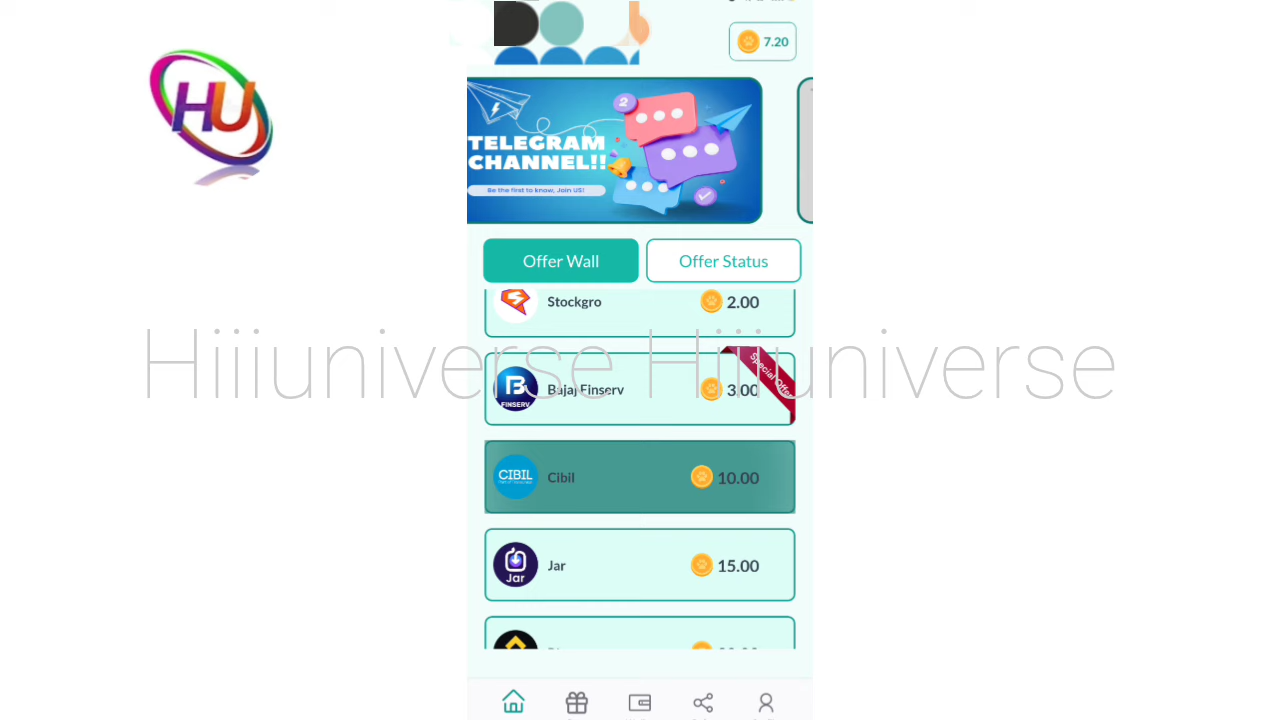 7.20
HU
2
TELEGRAM
CHANNEL!!
Be the first to know, Join US!
Offer Wall
Offer Status
Stockgro
2.00
Hiiiuniverse Hiiiuniverse
Special Offer
B
FINSERV
Bajaj Finserv
3.00
CIBIL
Cibil
10.00
Jar
Jar
15.00